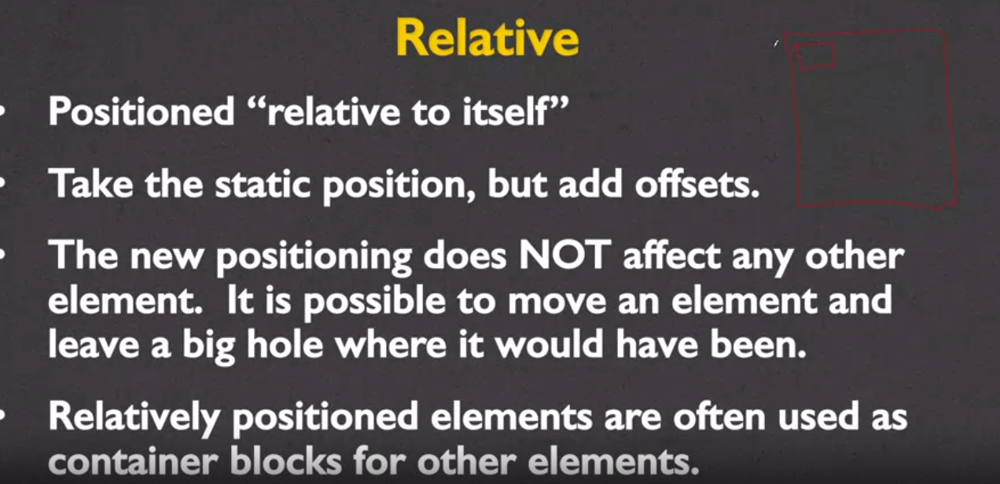 Relative
• Positioned “relative to itself”
• Take the static position, but add offsets.
• The new positioning does NOT affect any other
element.  It is possible to move an element and
leave a big hole where it would have been.
• Relatively positioned elements are often used as
container blocks for other elements.